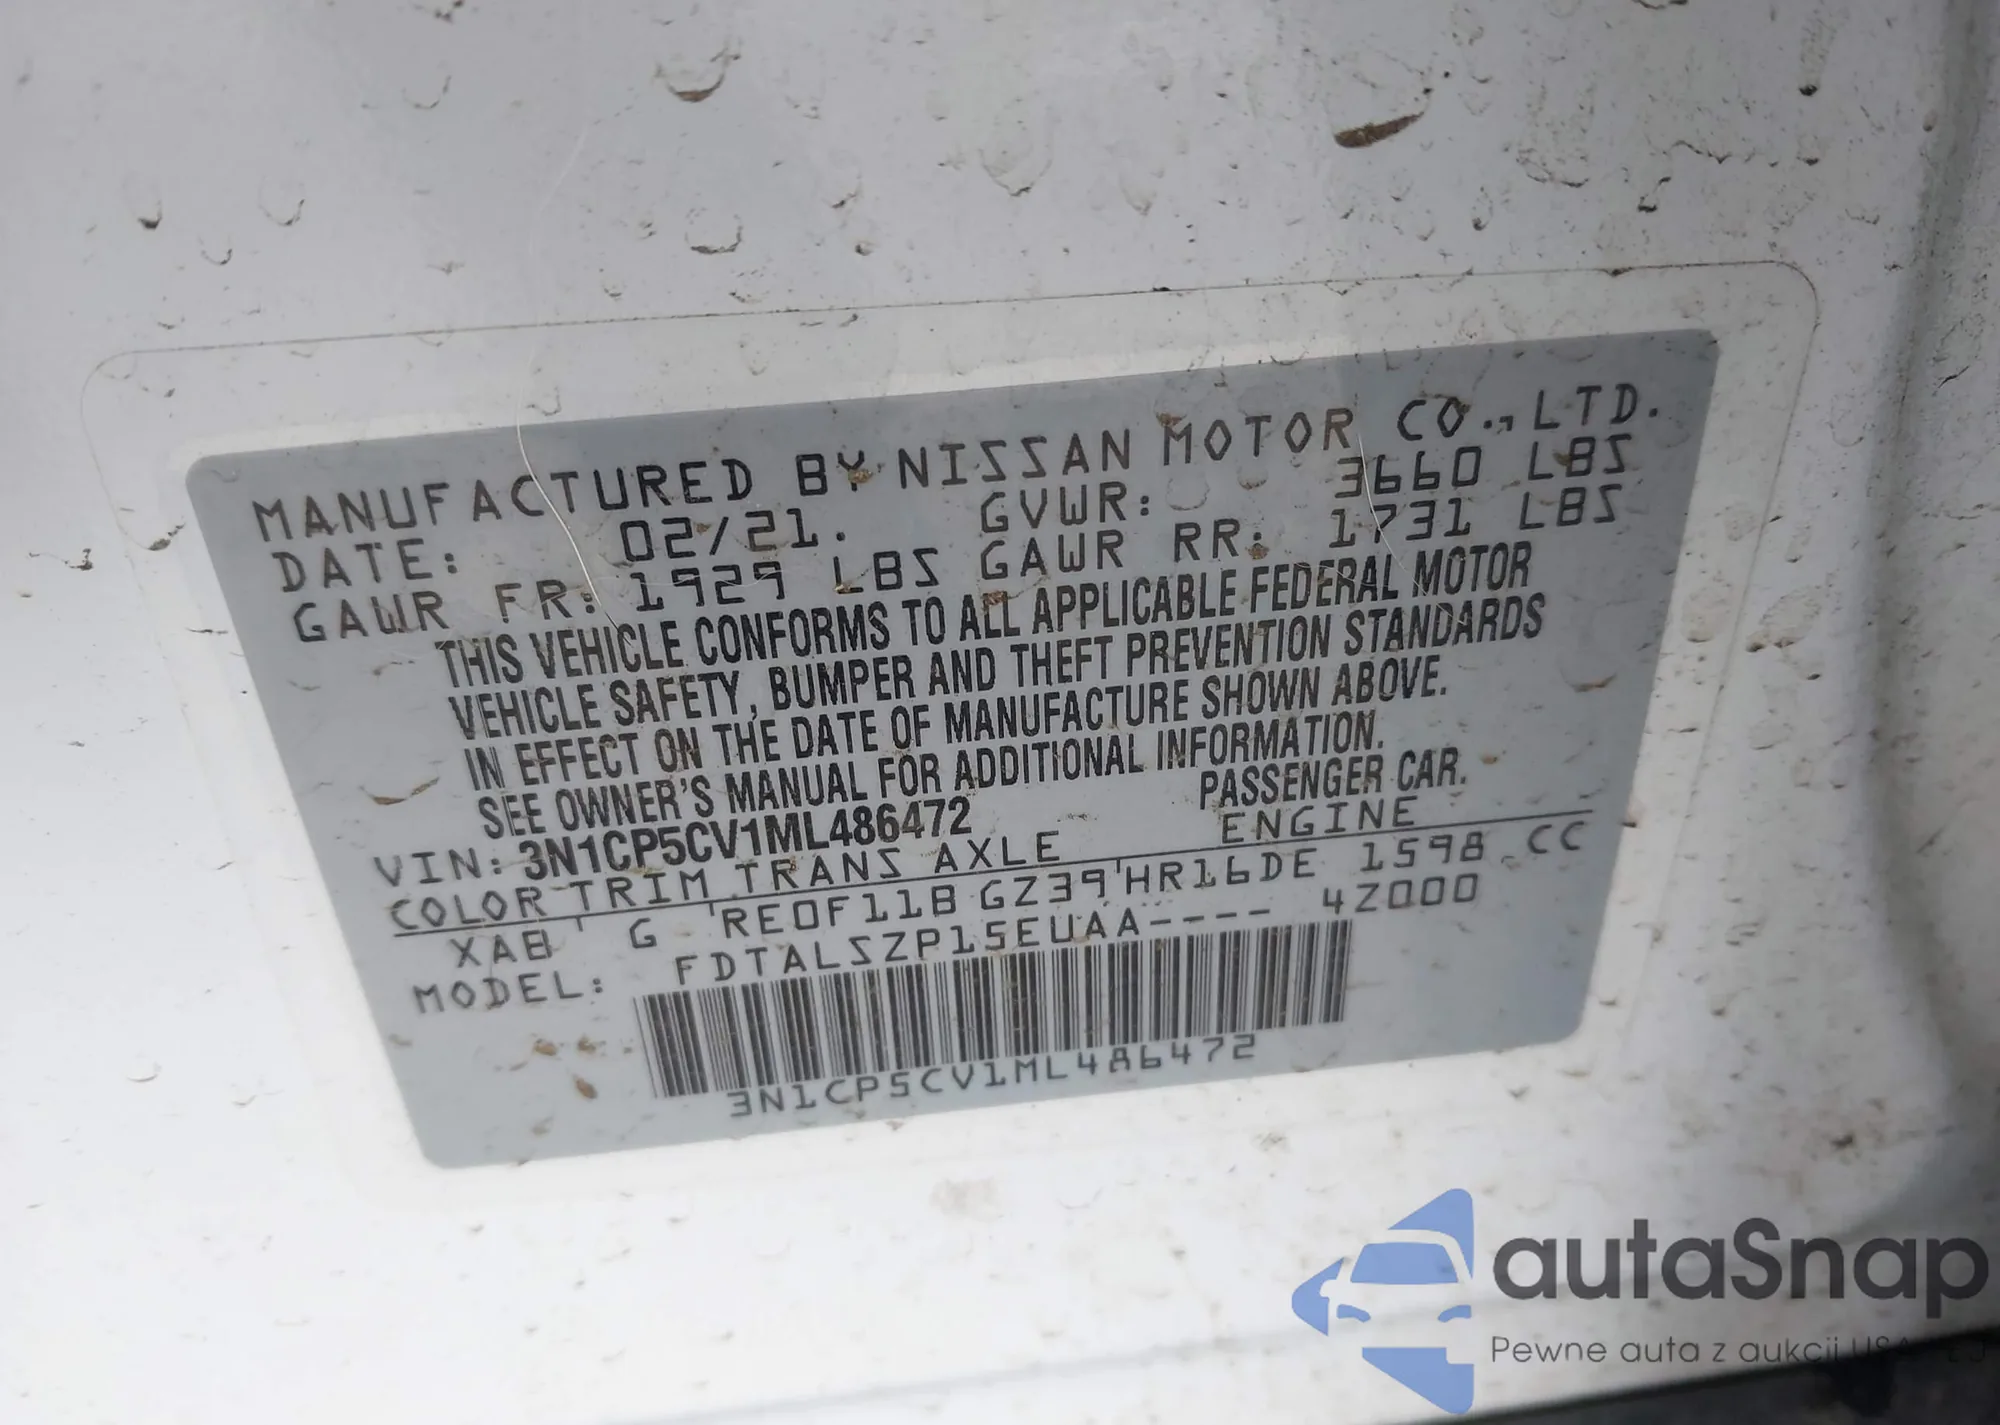 MANUFACTURED BY NISSAN MOTOR CO.,LTD.
DATE: 02/21. GVWR: 3660 LBS
GAWR FR: 1929 LBS GAWR RR: 1731 LBS
THIS VEHICLE CONFORMS TO ALL APPLICABLE FEDERAL MOTOR
VEHICLE SAFETY, BUMPER AND THEFT PREVENTION STANDARDS
IN EFFECT ON THE DATE OF MANUFACTURE SHOWN ABOVE.
SEE OWNER'S MANUAL FOR ADDITIONAL INFORMATION.
VIN: 3N1CP5CV1ML486472 PASSENGER CAR.
COLOR TRIM TRANS AXLE ENGINE
XAB G RE0F11B GZ39 HR16DE 1598 CC
MODEL: FDTALSZP15EUAA---- 4Z000
3N1CP5CV1ML486472
autaSnap
Pewne auta z aukcji